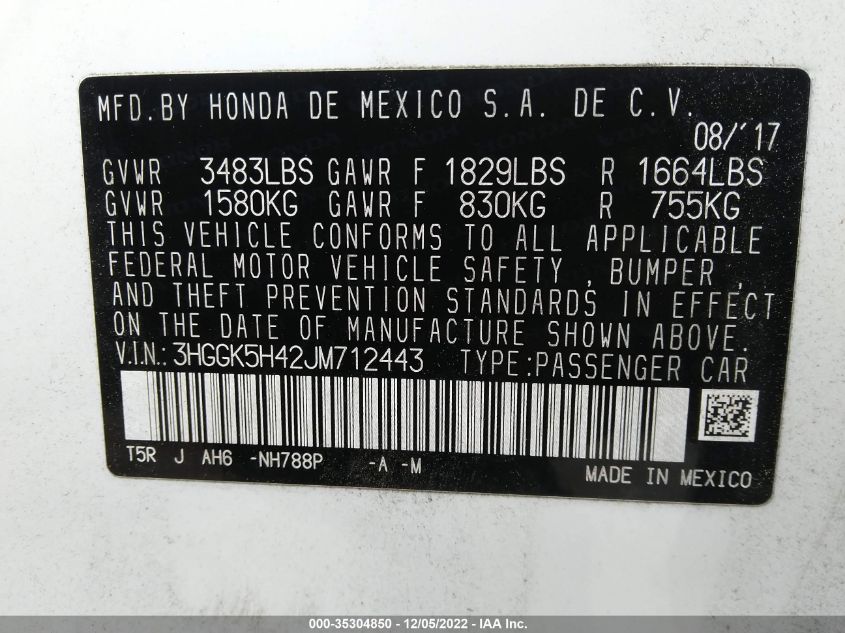 MFD.BY HONDA DE MEXICO S.A. DE C.V.
08/'17
GVWR 3483LBS GAWR F 1829LBS R 1664LBS
GVWR 1580KG GAWR F 830KG R 755KG
THIS VEHICLE CONFORMS TO ALL APPLICABLE
FEDERAL MOTOR VEHICLE SAFETY , BUMPER ,
AND THEFT PREVENTION STANDARDS IN EFFECT
ON THE DATE OF MANUFACTURE SHOWN ABOVE.
V.I.N.: 3HGGK5H42JM712443 TYPE:PASSENGER CAR
T5R J AH6 -NH788P -A -M
MADE IN MEXICO
000-35304850 - 12/05/2022 - IAA Inc.